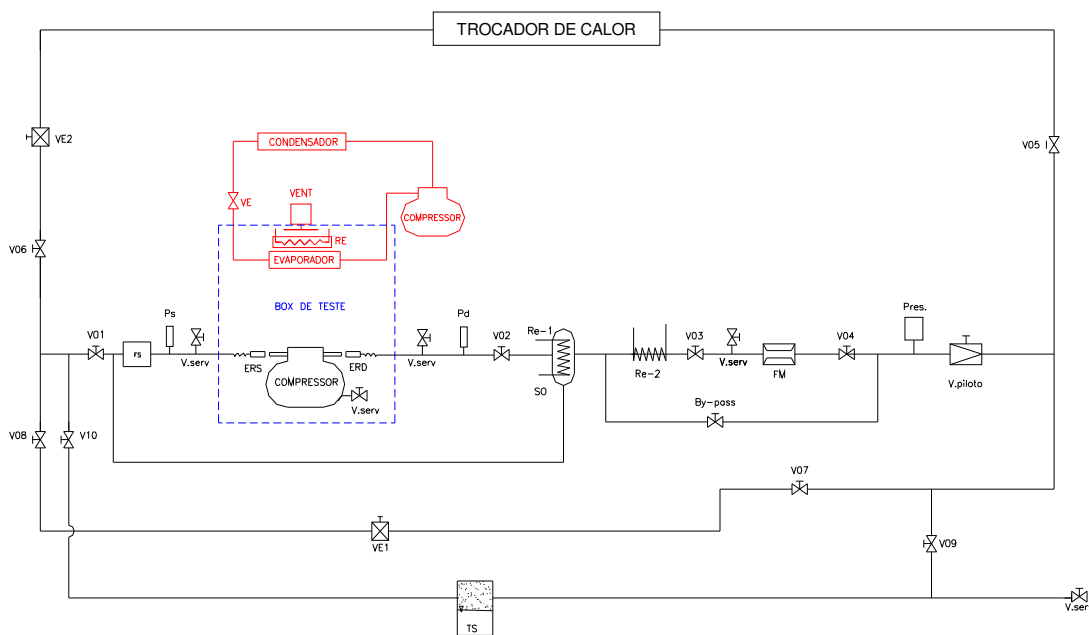 TROCADOR DE CALOR
VE2
V05
CONDENSADOR
VENT
VE
COMPRESSOR
RE
EVAPORADOR
V06
BOX DE TESTE
Ps
Pd
Pres.
V01
rs
V.serv
ERS
COMPRESSOR
ERD
V.serv
V.serv
V02
Re-1
SO
Re-2
V03
V.serv
FM
V04
V.piloto
By-pass
V08
V10
V07
VE1
V09
TS
V.ser